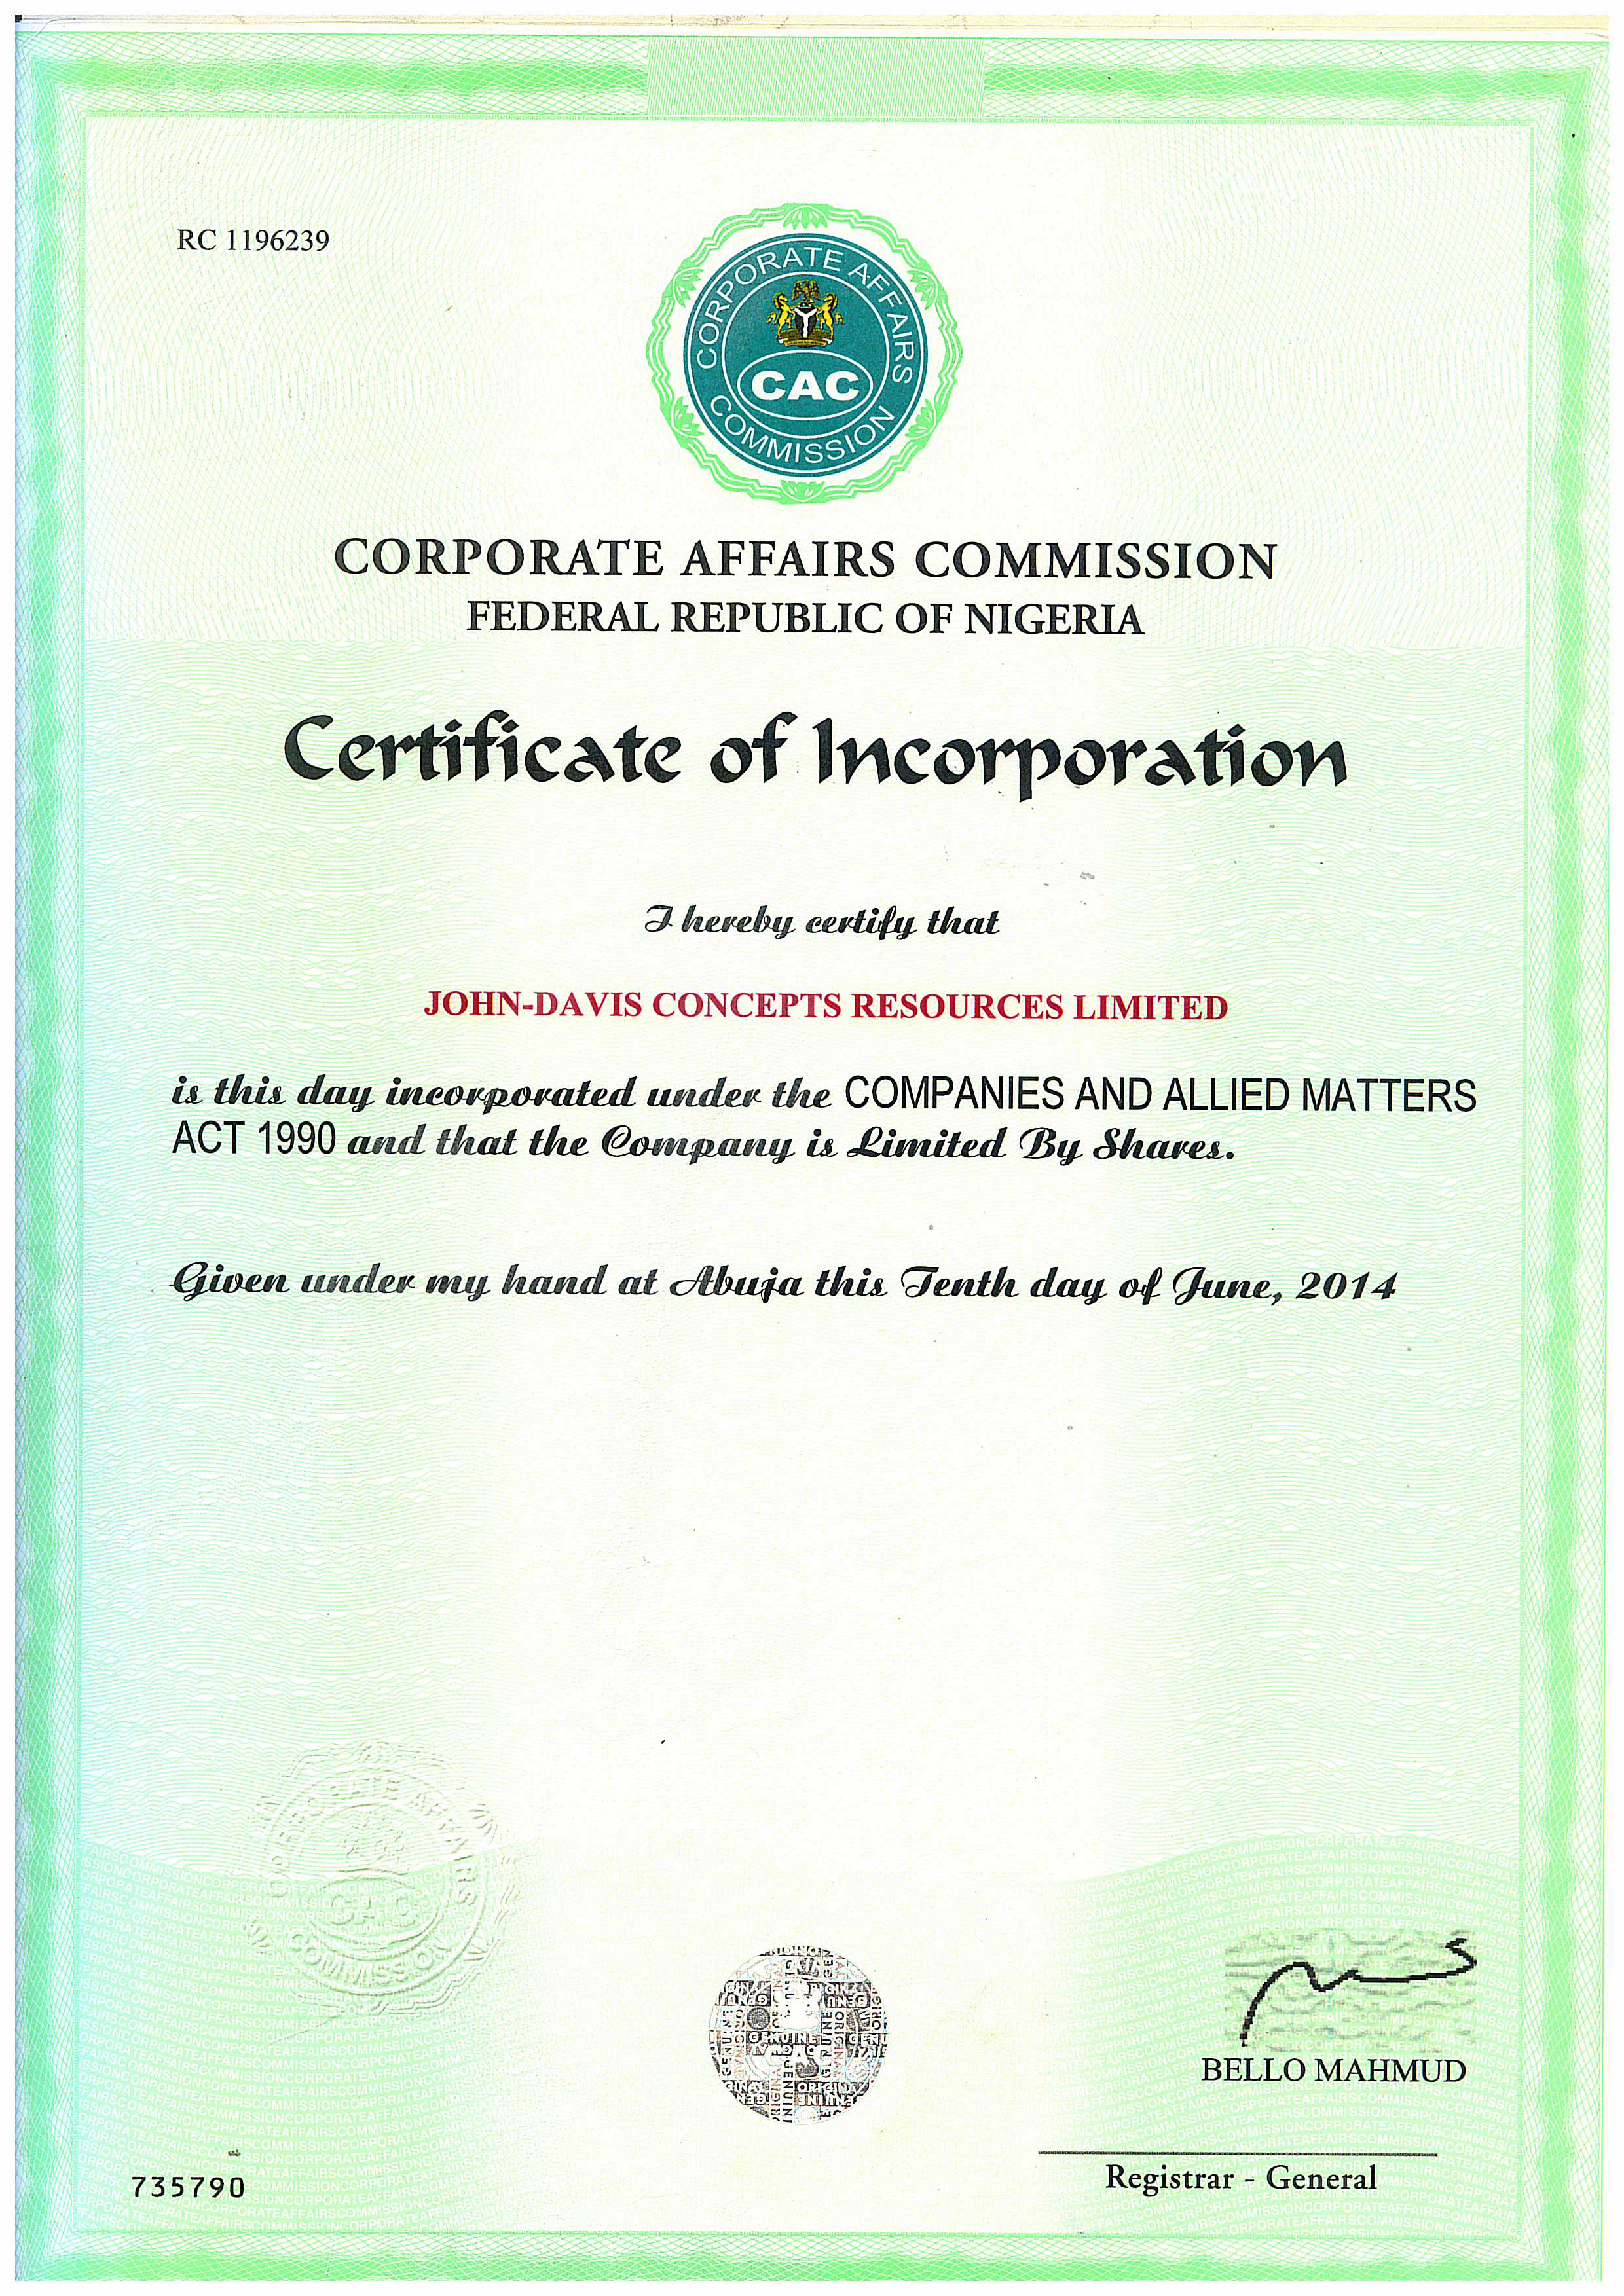 RC 1196239
CORPORATE AFFAIRS COMMISSION
CAC
CORPORATE AFFAIRS COMMISSION
FEDERAL REPUBLIC OF NIGERIA
Certificate of Incorporation
I hereby certify that
JOHN-DAVIS CONCEPTS RESOURCES LIMITED
is this day incorporated under the COMPANIES AND ALLIED MATTERS
ACT 1990 and that the Company is Limited By Shares.
Given under my hand at Abuja this Tenth day of June, 2014
CORPORATE AFFAIRS COMMISSION
CAC
GENUINE
BELLO MAHMUD
Registrar - General
735790